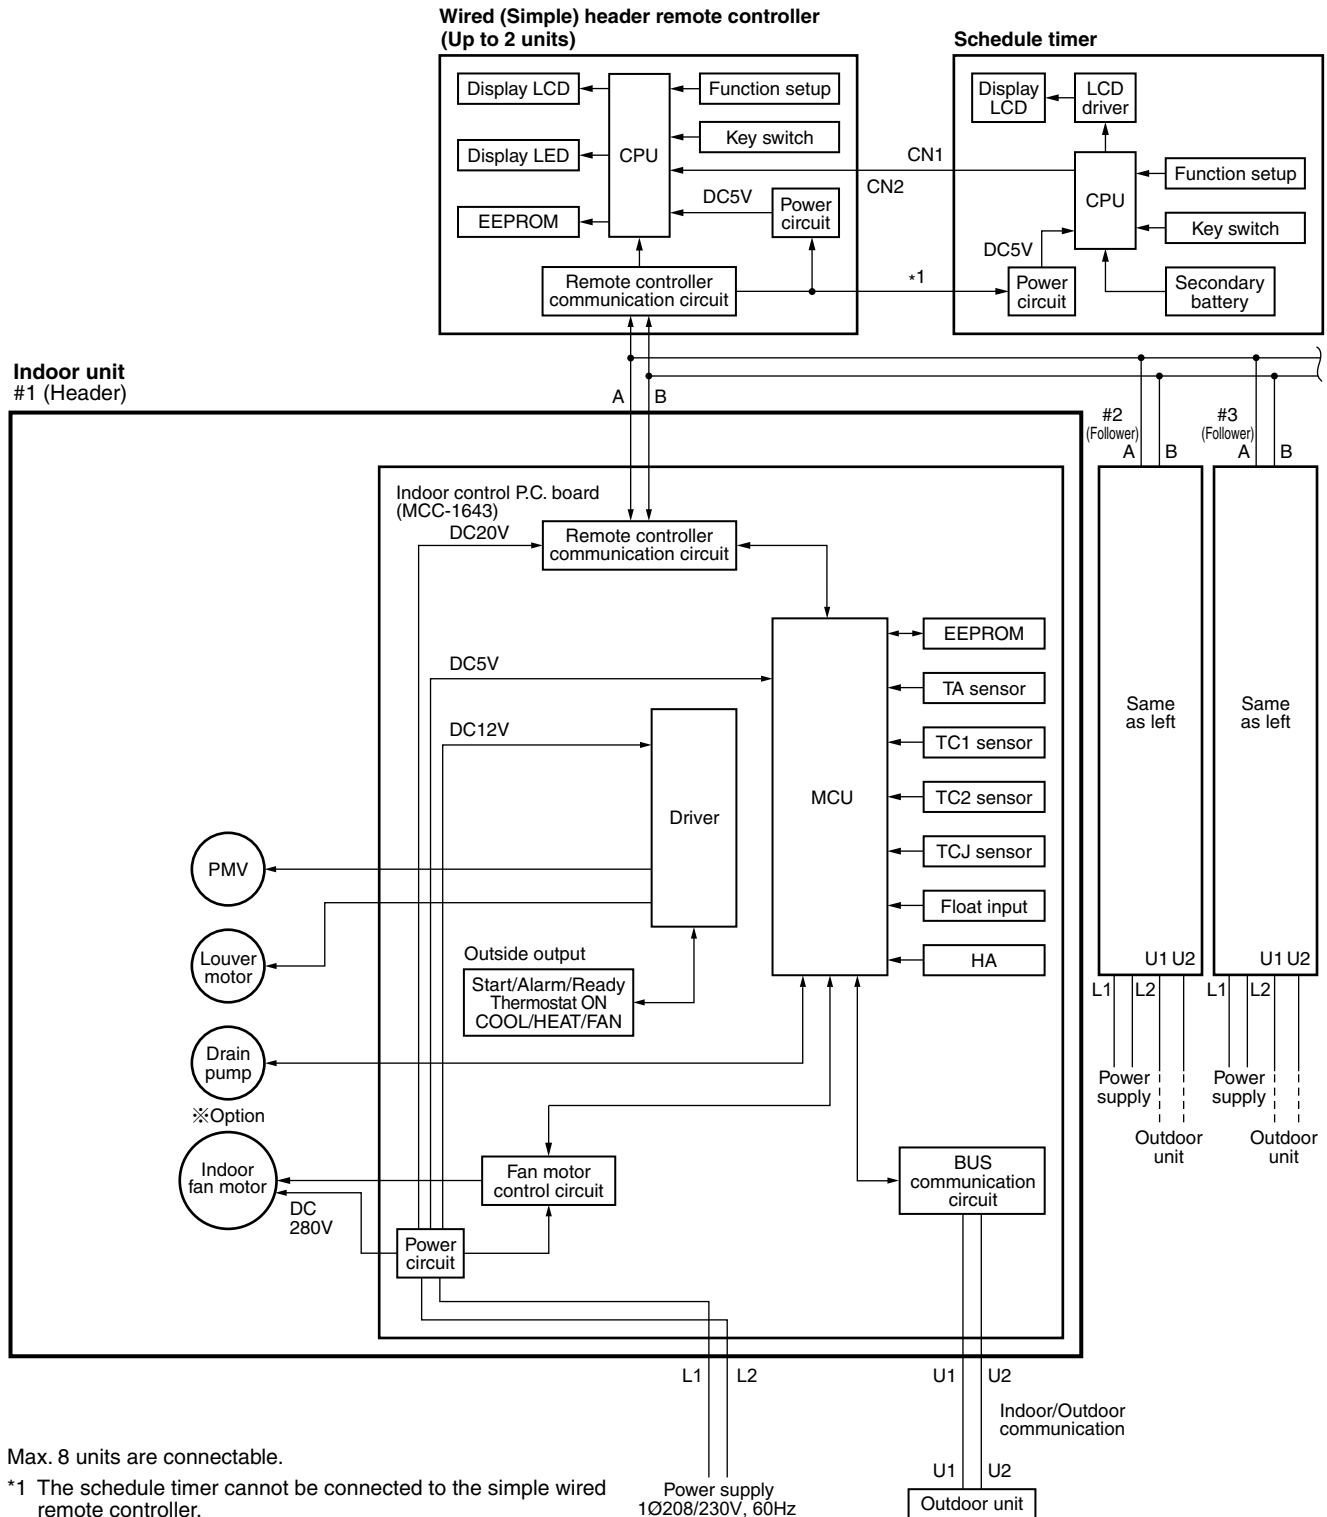 Wired (Simple) header remote controller
(Up to 2 units)
Schedule timer
Display LCD
CPU
Function setup
Key switch
Display LED
EEPROM
DC5V
Power
circuit
Remote controller
communication circuit
CN1
CN2
*1
Display
LCD
LCD
driver
CPU
Function setup
Key switch
DC5V
Power
circuit
Secondary
battery
Indoor unit
#1 (Header)
A
B
#2
(Follower)
A
B
#3
(Follower)
A
B
Indoor control P.C. board
(MCC-1643)
DC20V
Remote controller
communication circuit
DC5V
DC12V
Driver
MCU
EEPROM
TA sensor
TC1 sensor
TC2 sensor
TCJ sensor
Float input
HA
Same
as left
Same
as left
PMV
Louver
motor
Outside output
Start/Alarm/Ready
Thermostat ON
COOL/HEAT/FAN
Drain
pump
※Option
Indoor
fan motor
DC
280V
Fan motor
control circuit
Power
circuit
BUS
communication
circuit
U1 U2
U1 U2
L1
L2
L1
L2
Power
supply
Power
supply
Outdoor
unit
Outdoor
unit
L1
L2
U1
U2
Indoor/Outdoor
communication
U1
U2
Max. 8 units are connectable.
*1 The schedule timer cannot be connected to the simple wired
remote controller.
Power supply
1Ø208/230V, 60Hz
Outdoor unit